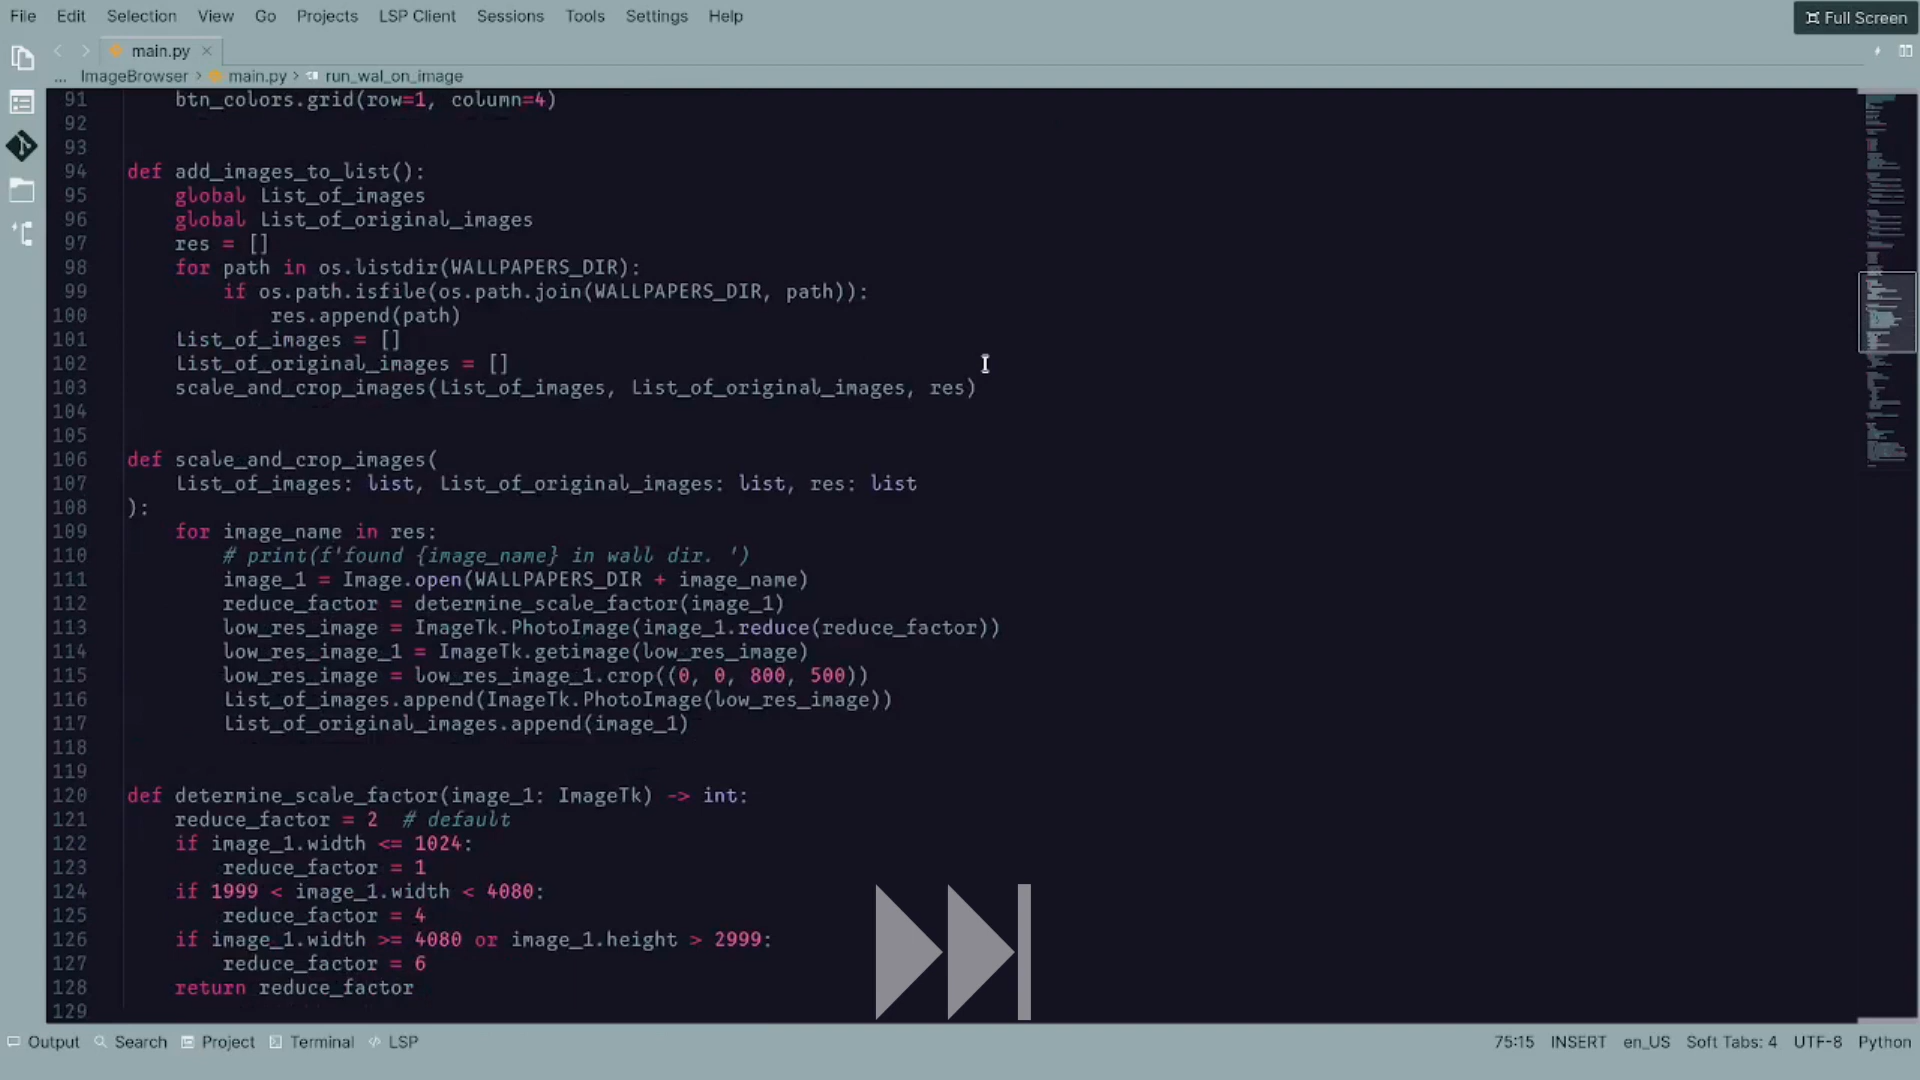 File Edit Selection View Go Projects LSP Client Sessions Tools Settings Help
Full Screen
main.py
... ImageBrowser > main.py > run_wal_on_image
91 btn_colors.grid(row=1, column=4)
92
93
94 def add_images_to_list():
95 global List_of_images
96 global List_of_original_images
97 res = []
98 for path in os.listdir(WALLPAPERS_DIR):
99 if os.path.isfile(os.path.join(WALLPAPERS_DIR, path)):
100 res.append(path)
101 List_of_images = []
102 List_of_original_images = []
103 scale_and_crop_images(List_of_images, List_of_original_images, res)
104
105
106 def scale_and_crop_images(
107 List_of_images: list, List_of_original_images: list, res: list
108 ):
109 for image_name in res:
110 # print(f'found {image_name} in wall dir. ')
111 image_1 = Image.open(WALLPAPERS_DIR + image_name)
112 reduce_factor = determine_scale_factor(image_1)
113 low_res_image = ImageTk.PhotoImage(image_1.reduce(reduce_factor))
114 low_res_image_1 = ImageTk.getimage(low_res_image)
115 low_res_image = low_res_image_1.crop((0, 0, 800, 500))
116 List_of_images.append(ImageTk.PhotoImage(low_res_image))
117 List_of_original_images.append(image_1)
118
119
120 def determine_scale_factor(image_1: ImageTk) -> int:
121 reduce_factor = 2 # default
122 if image_1.width <= 1024:
123 reduce_factor = 1
124 if 1999 < image_1.width < 4080:
125 reduce_factor = 4
126 if image_1.width >= 4080 or image_1.height > 2999:
127 reduce_factor = 6
128 return reduce_factor
129
Output Search Project Terminal LSP 75:15 INSERT en_US Soft Tabs: 4 UTF-8 Python